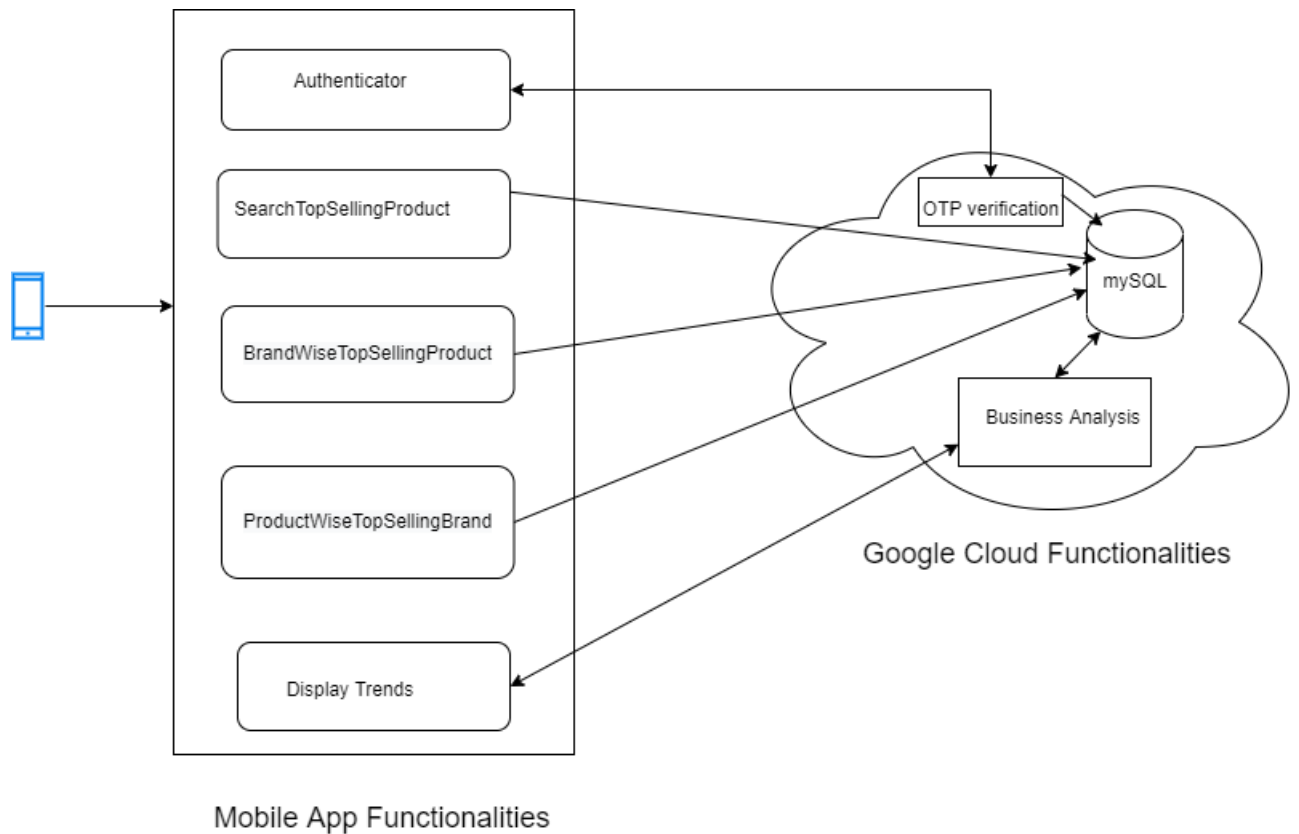 Authenticator
SearchTopSellingProduct
BrandWiseTopSellingProduct
ProductWiseTopSellingBrand
Display Trends
Mobile App Functionalities
OTP verification
mySQL
Business Analysis
Google Cloud Functionalities